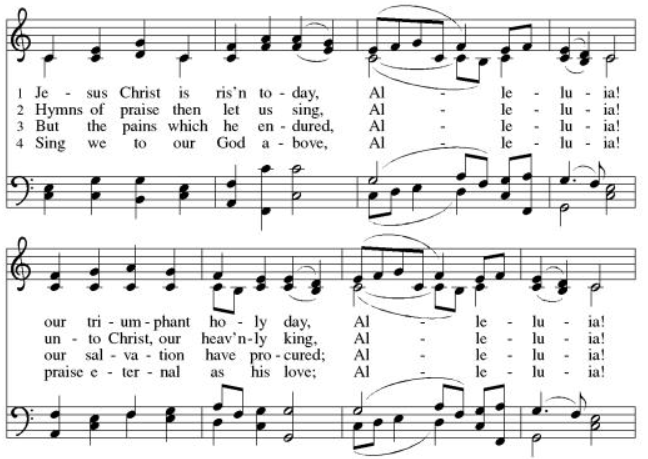 1 Je - sus Christ is ris'n to - day, Al - le - lu - ia!
2 Hymns of praise then let us sing, Al - le - lu - ia!
3 But the pains which he en - dured, Al - le - lu - ia!
4 Sing we to our God a - bove, Al - le - lu - ia!
our tri - um - phant ho - ly day, Al - le - lu - ia!
un - to Christ, our heav'n-ly king, Al - le - lu - ia!
our sal - va - tion have pro - cured; Al - le - lu - ia!
praise e - ter - nal as his love; Al - le - lu - ia!